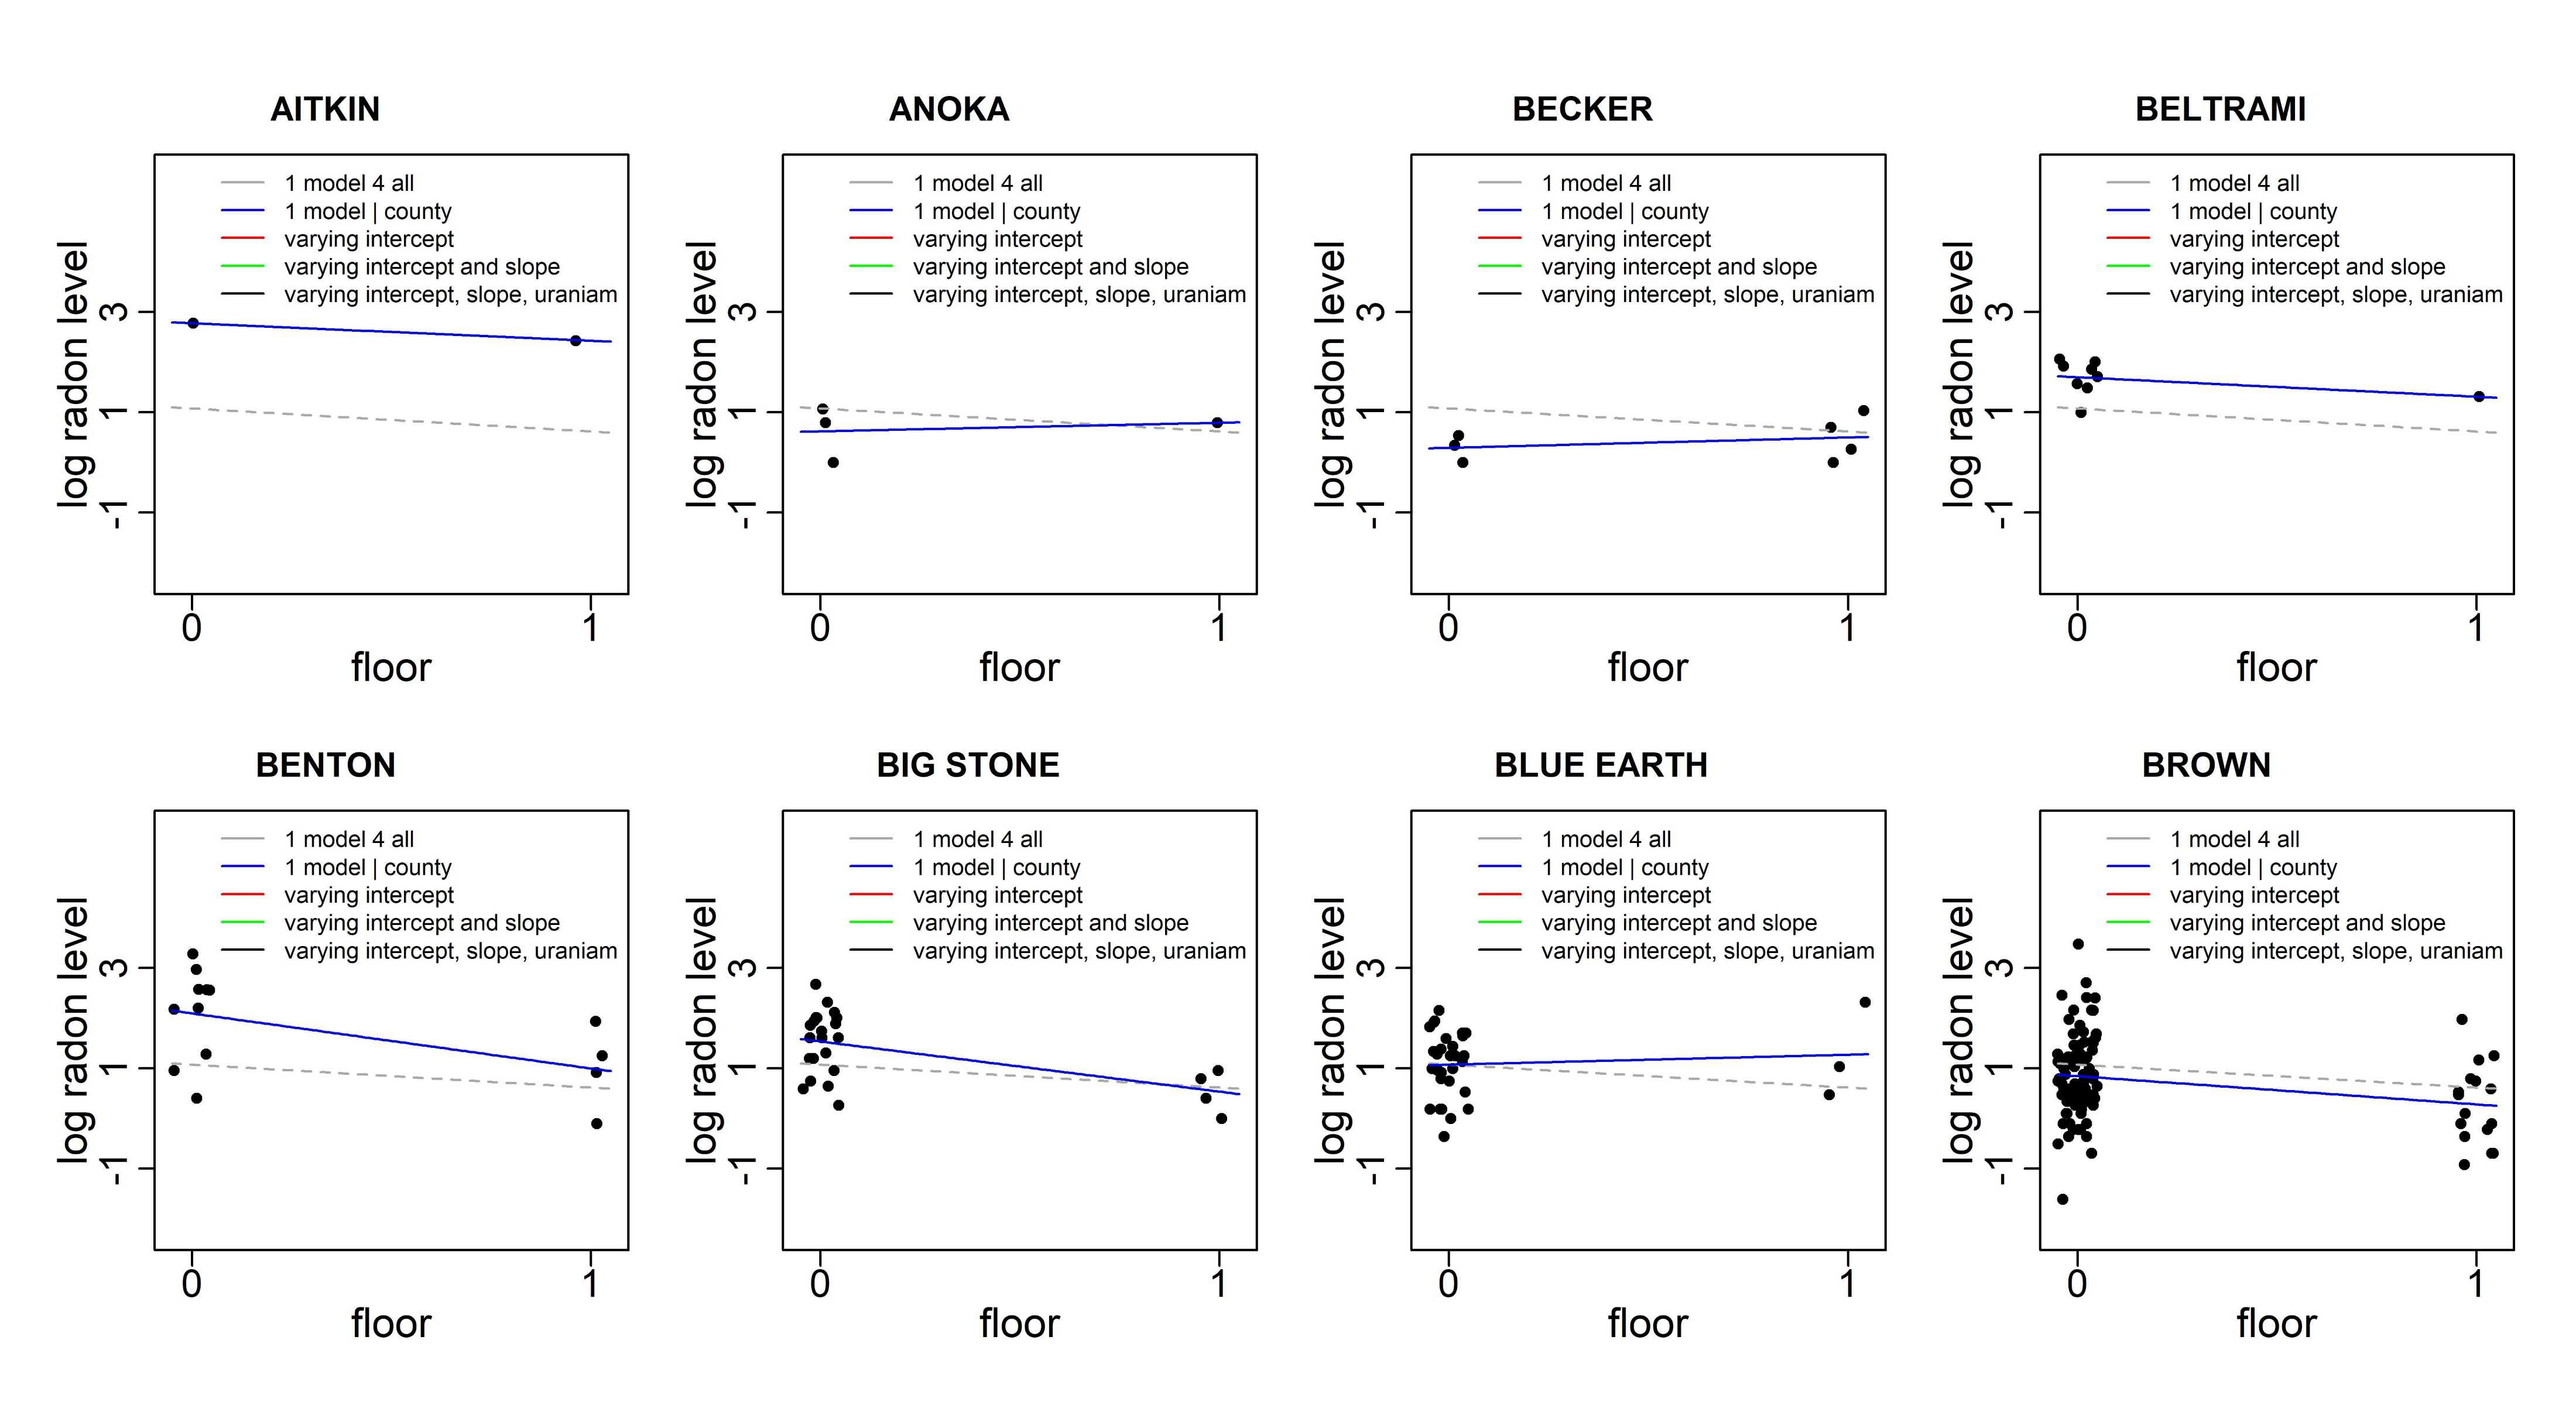 AITKIN
1 model 4 all
1 model | county
varying intercept
varying intercept and slope
varying intercept, slope, uraniam
log radon level
3
1
-1
0
1
floor
ANOKA
1 model 4 all
1 model | county
varying intercept
varying intercept and slope
varying intercept, slope, uraniam
log radon level
3
1
-1
0
1
floor
BECKER
1 model 4 all
1 model | county
varying intercept
varying intercept and slope
varying intercept, slope, uraniam
log radon level
3
1
-1
0
1
floor
BELTRAMI
1 model 4 all
1 model | county
varying intercept
varying intercept and slope
varying intercept, slope, uraniam
log radon level
3
1
-1
0
1
floor
BENTON
1 model 4 all
1 model | county
varying intercept
varying intercept and slope
varying intercept, slope, uraniam
log radon level
3
1
-1
0
1
floor
BIG STONE
1 model 4 all
1 model | county
varying intercept
varying intercept and slope
varying intercept, slope, uraniam
log radon level
3
1
-1
0
1
floor
BLUE EARTH
1 model 4 all
1 model | county
varying intercept
varying intercept and slope
varying intercept, slope, uraniam
log radon level
3
1
-1
0
1
floor
BROWN
1 model 4 all
1 model | county
varying intercept
varying intercept and slope
varying intercept, slope, uraniam
log radon level
3
1
-1
0
1
floor